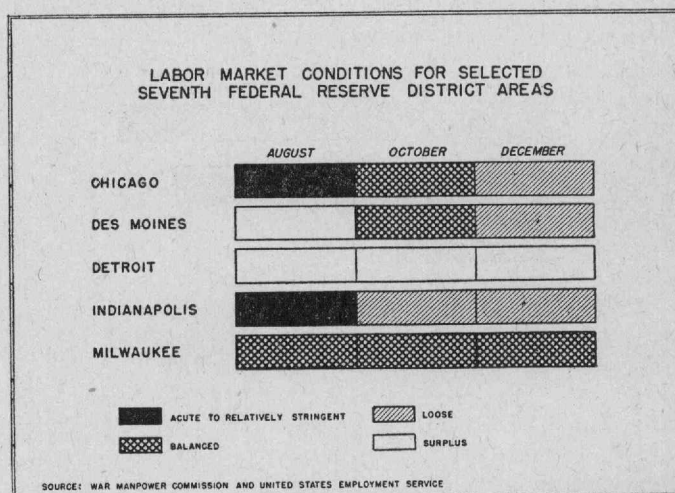 LABOR MARKET CONDITIONS FOR SELECTED
SEVENTH FEDERAL RESERVE DISTRICT AREAS
AUGUST OCTOBER DECEMBER
CHICAGO
DES MOINES
DETROIT
INDIANAPOLIS
MILWAUKEE
ACUTE TO RELATIVELY STRINGENT LOOSE
BALANCED SURPLUS
SOURCE: WAR MANPOWER COMMISSION AND UNITED STATES EMPLOYMENT SERVICE